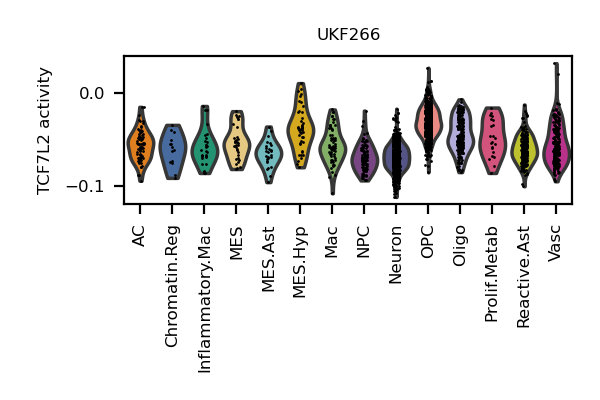 UKF266
TCF7L2 activity
0.0
−0.1
AC
Chromatin.Reg
Inflammatory.Mac
MES
MES.Ast
MES.Hyp
Mac
NPC
Neuron
OPC
Oligo
Prolif.Metab
Reactive.Ast
Vasc